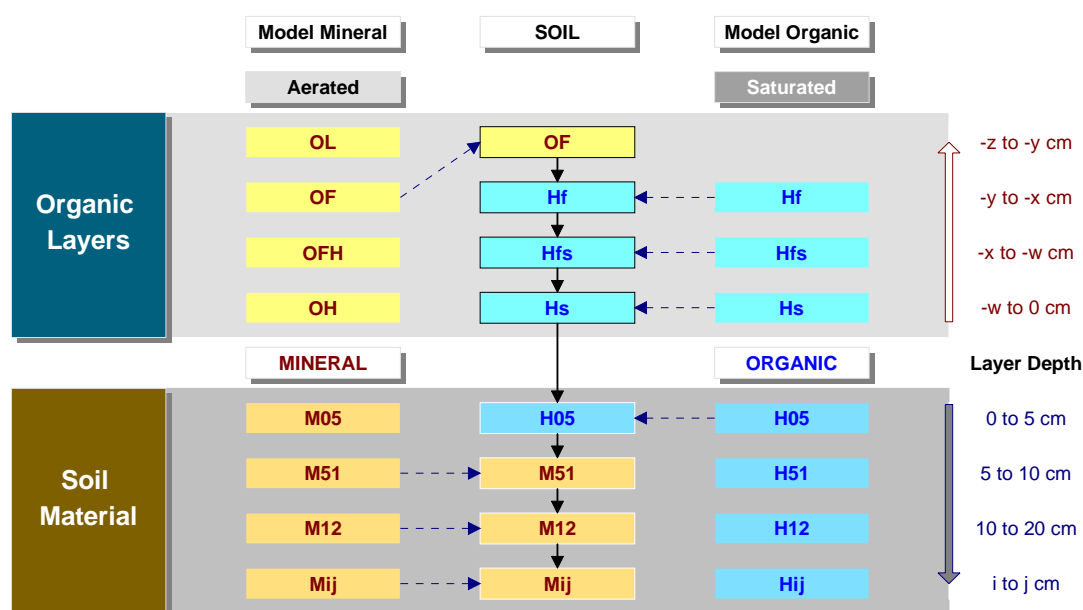 Model Mineral SOIL Model Organic
Aerated Saturated
OL OF -z to -y cm
Organic
Layers
OF Hf Hf -y to -x cm
OFH Hfs Hfs -x to -w cm
OH Hs Hs -w to 0 cm
MINERAL ORGANIC Layer Depth
M05 H05 H05 0 to 5 cm
Soil
Material
M51 M51 H51 5 to 10 cm
M12 M12 H12 10 to 20 cm
Mij Mij Hij i to j cm